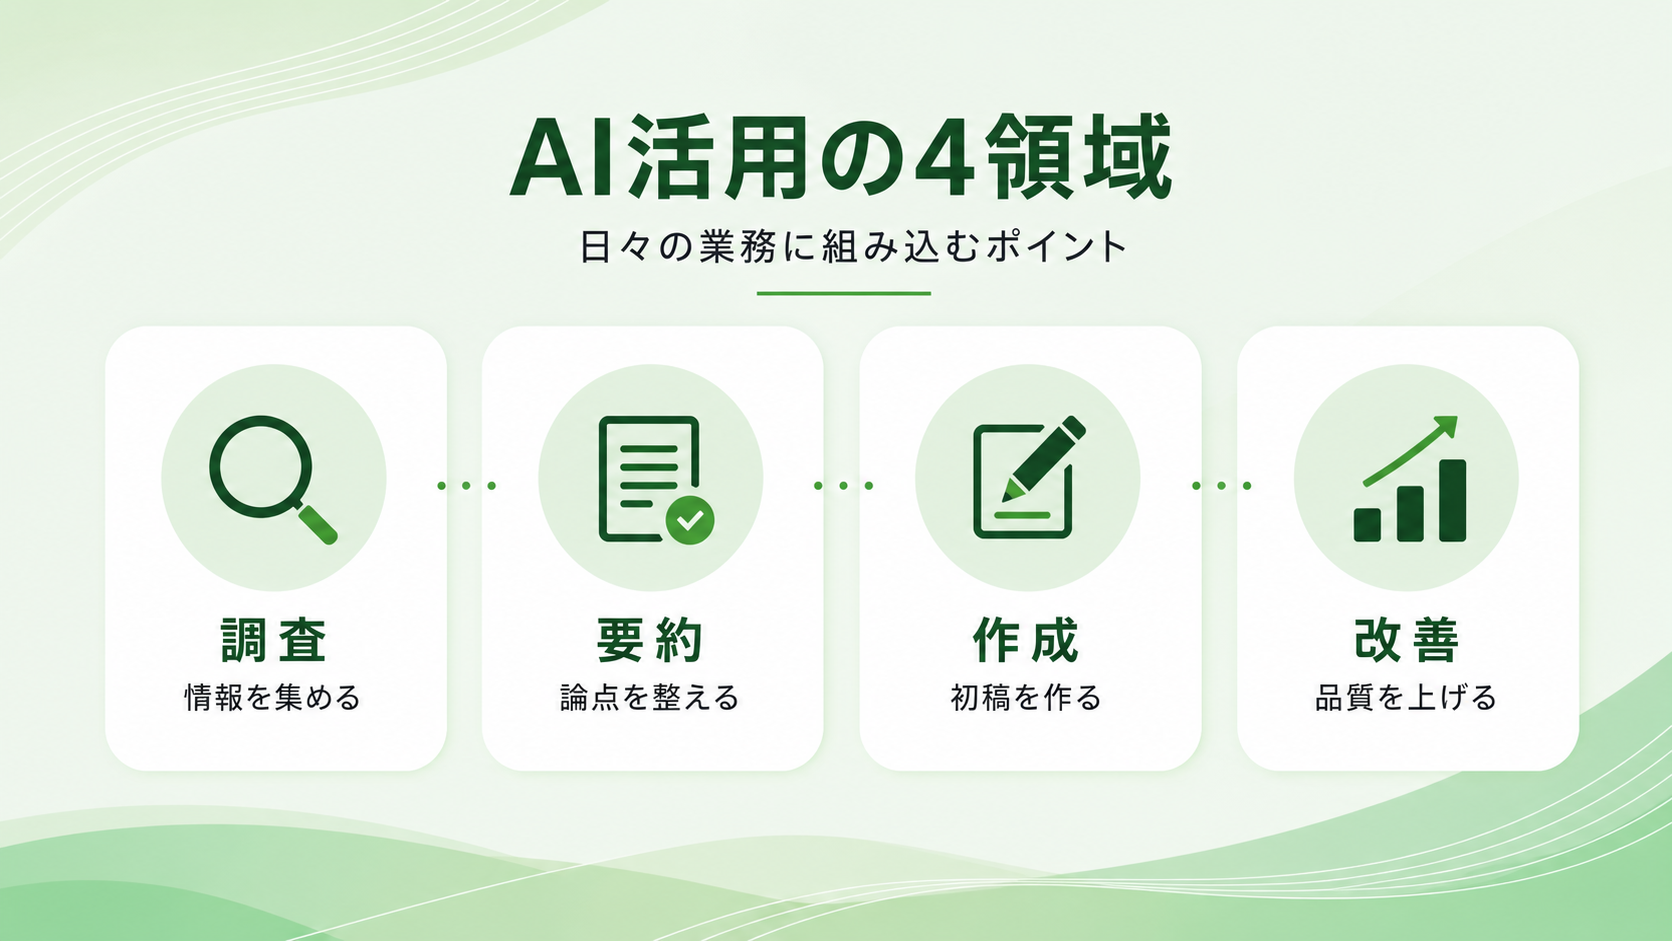 AI活用の4領域
日々の業務に組み込むポイント
調査
情報を集める
要約
論点を整える
作成
初稿を作る
改善
品質を上げる